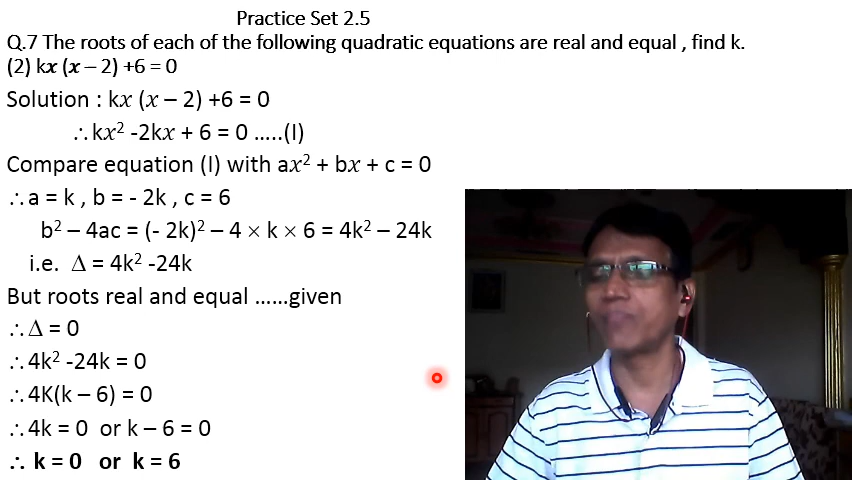 Practice Set 2.5
Q.7 The roots of each of the following quadratic equations are real and equal , find k.
(2) kx (x – 2) +6 = 0
Solution : kx (x – 2) +6 = 0
∴ kx² -2kx + 6 = 0 .....(I)
Compare equation (I) with ax² + bx + c = 0
∴ a = k , b = - 2k , c = 6
b² – 4ac = (- 2k)² – 4 × k × 6 = 4k² – 24k
i.e. Δ = 4k² -24k
But roots real and equal ......given
∴ Δ = 0
∴ 4k² -24k = 0
∴ 4K(k – 6) = 0
∴ 4k = 0 or k – 6 = 0
∴ k = 0 or k = 6